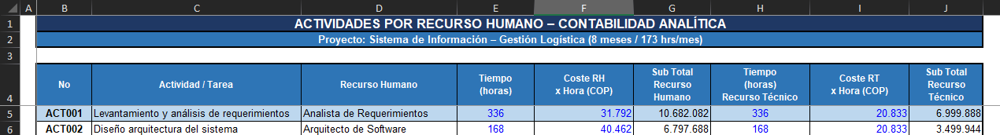 A B C D E F G H I J
1 ACTIVIDADES POR RECURSO HUMANO – CONTABILIDAD ANALÍTICA
2 Proyecto: Sistema de Información – Gestión Logística (8 meses / 173 hrs/mes)
3
4 No Actividad / Tarea Recurso Humano Tiempo (horas) Coste RH x Hora (COP) Sub Total Recurso Humano Tiempo (horas) Recurso Técnico Coste RT x Hora (COP) Sub Total Recurso Técnico
5 ACT001 Levantamiento y análisis de requerimientos Analista de Requerimientos 336 31.792 10.682.082 336 20.833 6.999.888
6 ACT002 Diseño arquitectura del sistema Arquitecto de Software 168 40.462 6.797.688 168 20.833 3.499.944